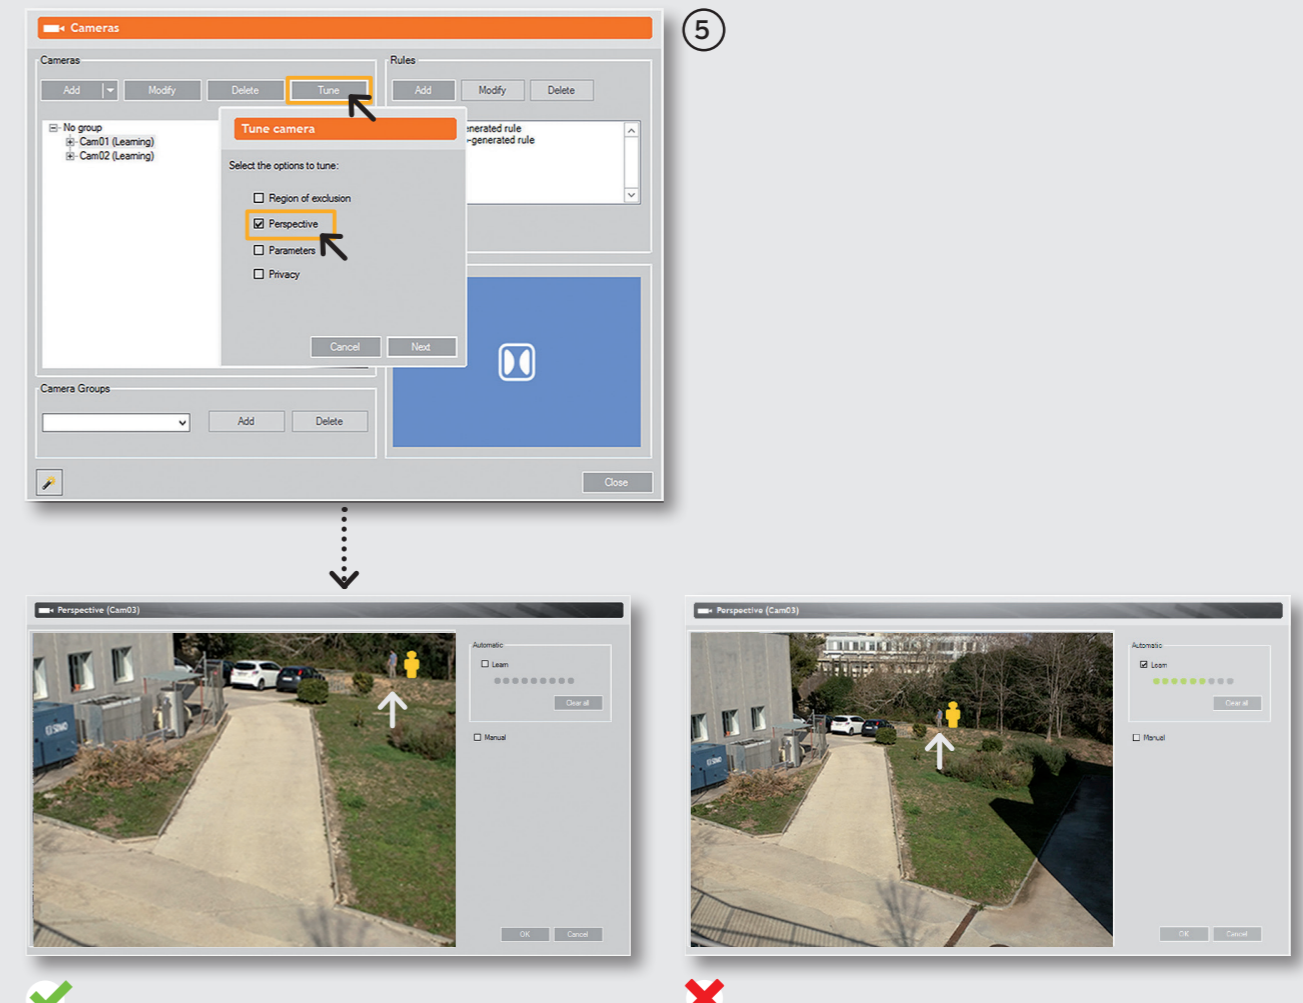 Cameras
5
Cameras
Add
Modify
Delete
Tune
Rules
Add
Modify
Delete
No group
Cam01 (Learning)
Cam02 (Learning)
Tune camera
Select the options to tune:
Region of exclusion
Perspective
Parameters
Privacy
Cancel
Next
enerated rule
-generated rule
Camera Groups
Add
Delete
Close
Perspective (Cam03)
Automatic
Learn
Clear all
Manual
OK
Cancel
SDMO
Perspective (Cam03)
Automatic
Learn
Clear all
Manual
OK
Cancel
SDMO